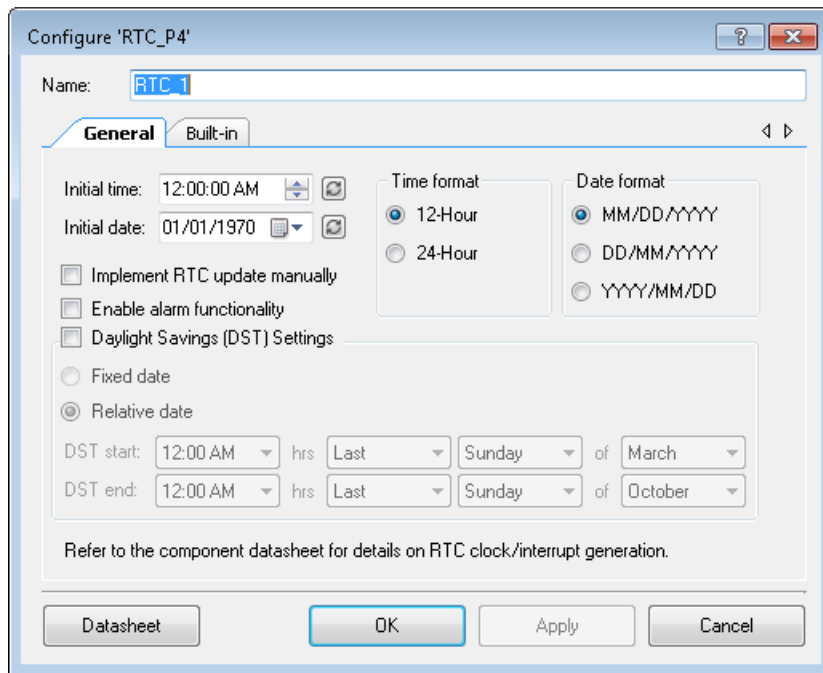 Configure 'RTC_P4'
?
Name: RTC_1
General Built-in
Initial time: 12:00:00 AM
Initial date: 01/01/1970
Time format
12-Hour
24-Hour
Date format
MM/DD/YYYY
DD/MM/YYYY
YYYY/MM/DD
Implement RTC update manually
Enable alarm functionality
Daylight Savings (DST) Settings
Fixed date
Relative date
DST start: 12:00 AM hrs Last Sunday of March
DST end: 12:00 AM hrs Last Sunday of October
Refer to the component datasheet for details on RTC clock/interrupt generation.
Datasheet OK Apply Cancel